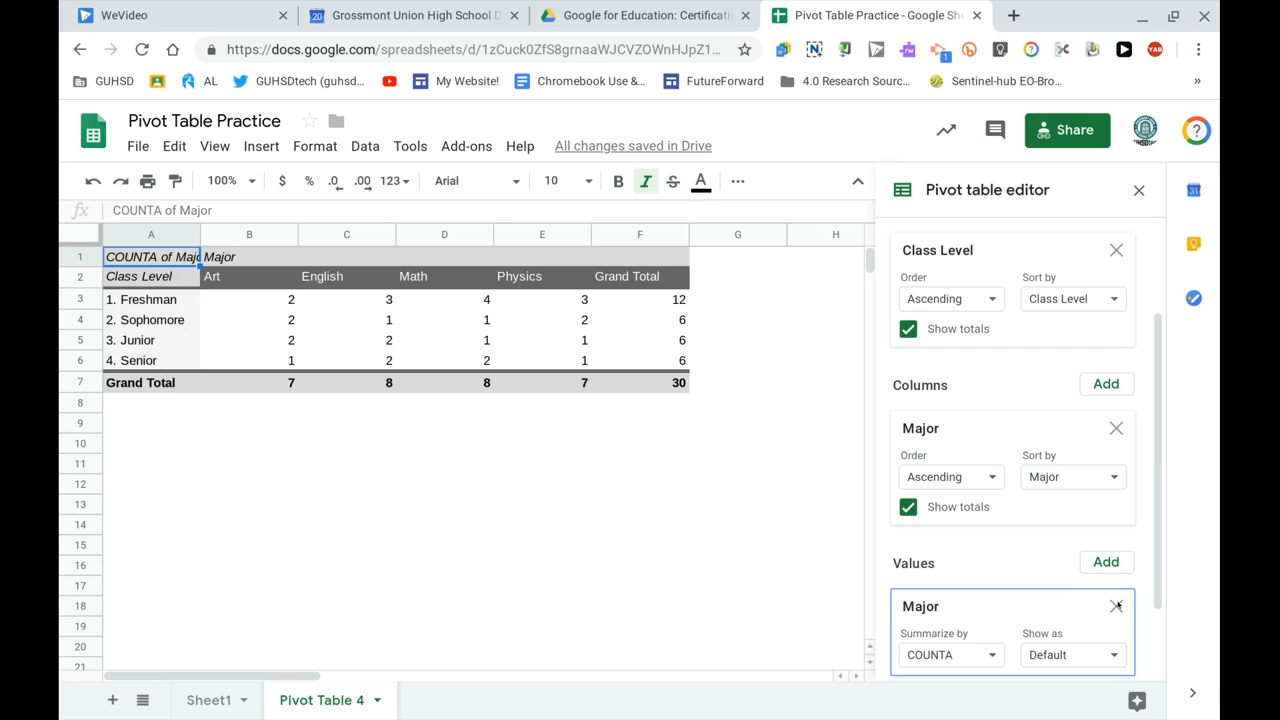 WeVideo
Grossmont Union High School D
Google for Education: Certificati
Pivot Table Practice - Google She
https://docs.google.com/spreadsheets/d/1zCuck0ZfS8grnaaWJCVZOWnHJpZ1...
1
YAB
GUHSD
AL
GUHSDtech (guhsd...
My Website!
Chromebook Use &...
FutureForward
4.0 Research Sourc...
Sentinel-hub EO-Bro...
»
Pivot Table Practice
Share
File Edit View Insert Format Data Tools Add-ons Help All changes saved in Drive
100% $ % .0 .00 123 Arial 10 B I S A ...
fx COUNTA of Major
Pivot table editor
31
A B C D E F G H
1 COUNTA of Majo Major
2 Class Level Art English Math Physics Grand Total
3 1. Freshman 2 3 4 3 12
4 2. Sophomore 2 1 1 2 6
5 3. Junior 2 2 1 1 6
6 4. Senior 1 2 2 1 6
7 Grand Total 7 8 8 7 30
8
9
10
11
12
13
14
15
16
17
18
19
20
21
Class Level
Order Sort by
Ascending Class Level
Show totals
Columns Add
Major
Order Sort by
Ascending Major
Show totals
Values Add
Major
Summarize by Show as
COUNTA Default
Sheet1 Pivot Table 4